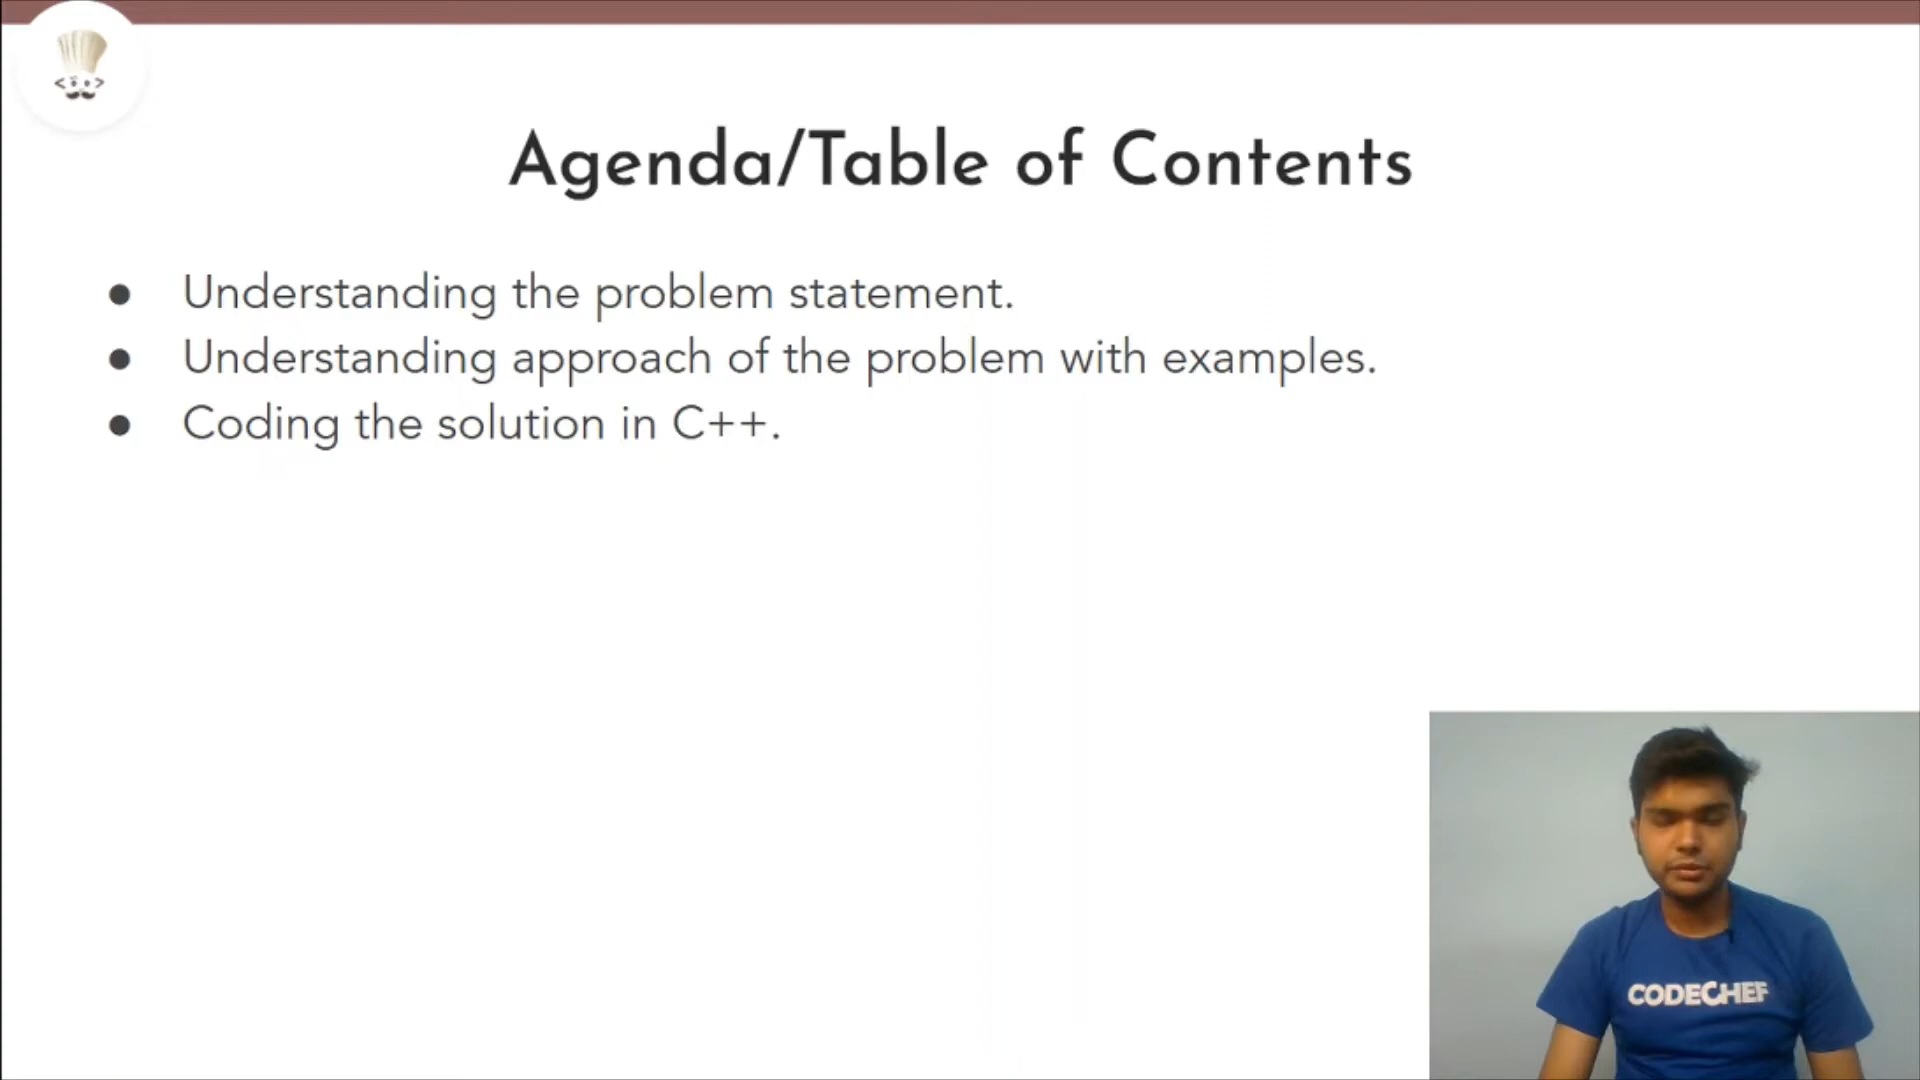 Agenda/Table of Contents
● Understanding the problem statement.
● Understanding approach of the problem with examples.
● Coding the solution in C++.
CODECHEF